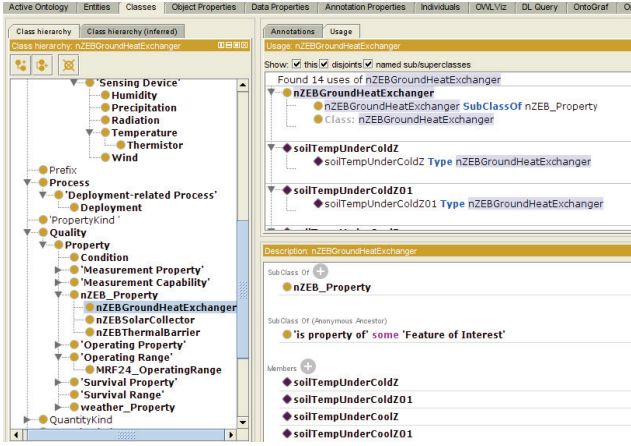 Active Ontology Entities Classes Object Properties Data Properties Annotation Properties Individuals OWLViz DL Query OntoGraf
Class hierarchy Class hierarchy (inferred)
Class hierarchy: nZEBGroundHeatExchanger
'Sensing Device'
Humidity
Precipitation
Radiation
Temperature
Thermistor
Wind
Prefix
Process
'Deployment-related Process'
Deployment
'PropertyKind '
Quality
Property
Condition
'Measurement Property'
'Measurement Capability'
nZEB_Property
nZEBGroundHeatExchanger
nZEBSolarCollector
nZEBThermalBarrier
'Operating Property'
'Operating Range'
MRF24_OperatingRange
'Survival Property'
'Survival Range'
weather_Property
QuantityKind
Annotations Usage
Usage: nZEBGroundHeatExchanger
Show: this disjoints named sub/superclasses
Found 14 uses of nZEBGroundHeatExchanger
nZEBGroundHeatExchanger
nZEBGroundHeatExchanger SubClassOf nZEB_Property
Class: nZEBGroundHeatExchanger
soilTempUnderColdZ
soilTempUnderColdZ Type nZEBGroundHeatExchanger
soilTempUnderColdZ01
soilTempUnderColdZ01 Type nZEBGroundHeatExchanger
Description: nZEBGroundHeatExchanger
SubClass Of
nZEB_Property
SubClass Of (Anonymous Ancestor)
'is property of' some 'Feature of Interest'
Members
soilTempUnderColdZ
soilTempUnderColdZ01
soilTempUnderCoolZ
soilTempUnderCoolZ01